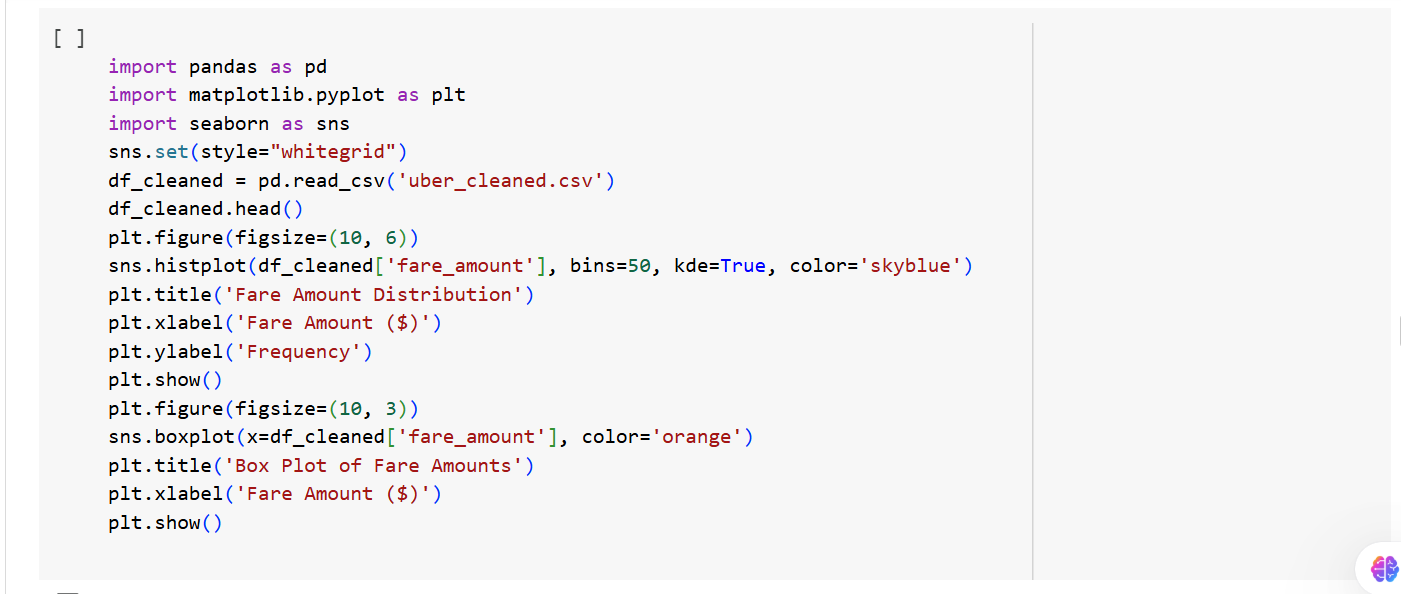 [ ]
import pandas as pd
import matplotlib.pyplot as plt
import seaborn as sns
sns.set(style="whitegrid")
df_cleaned = pd.read_csv('uber_cleaned.csv')
df_cleaned.head()
plt.figure(figsize=(10, 6))
sns.histplot(df_cleaned['fare_amount'], bins=50, kde=True, color='skyblue')
plt.title('Fare Amount Distribution')
plt.xlabel('Fare Amount ($)')
plt.ylabel('Frequency')
plt.show()
plt.figure(figsize=(10, 3))
sns.boxplot(x=df_cleaned['fare_amount'], color='orange')
plt.title('Box Plot of Fare Amounts')
plt.xlabel('Fare Amount ($)')
plt.show()